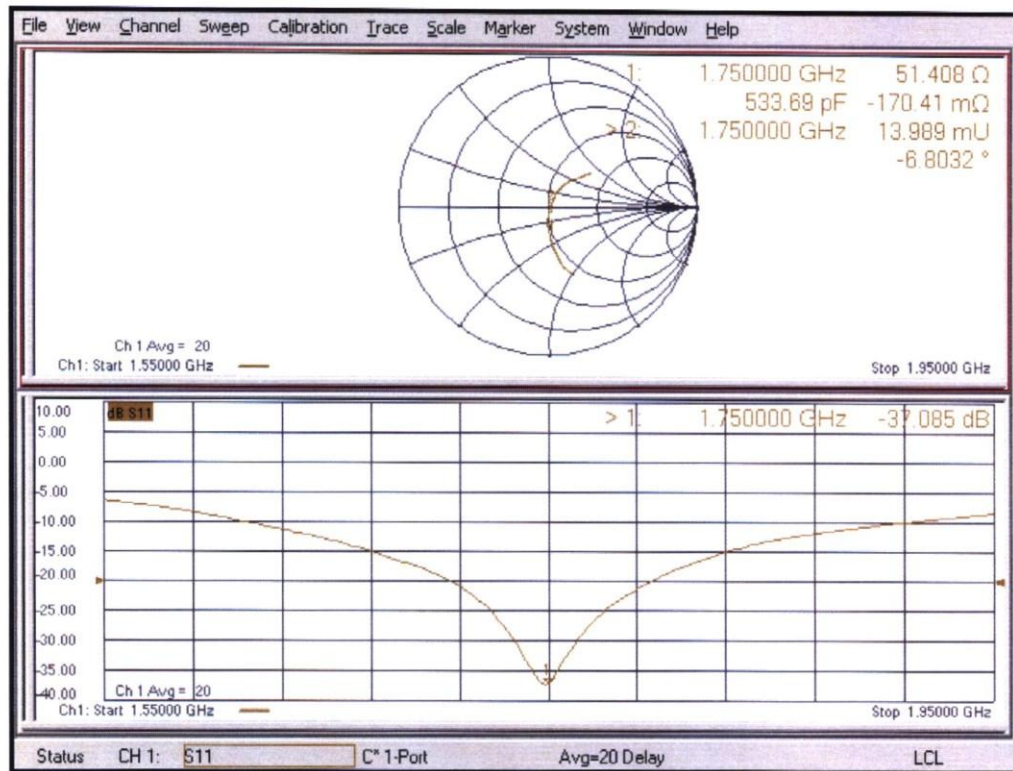 File View Channel Sweep Calibration Trace Scale Marker System Window Help
1: 1.750000 GHz 51.408 Ω
533.69 pF -170.41 mΩ
> 2: 1.750000 GHz 13.989 mU
-6.8032 °
Ch 1 Avg = 20
Ch1: Start 1.55000 GHz Stop 1.95000 GHz
10.00 dB S11 > 1: 1.750000 GHz -37.085 dB
5.00
0.00
-5.00
-10.00
-15.00
-20.00
-25.00
-30.00
-35.00 1
-40.00 Ch 1 Avg = 20
Ch1: Start 1.55000 GHz Stop 1.95000 GHz
Status CH 1: S11 C* 1-Port Avg=20 Delay LCL